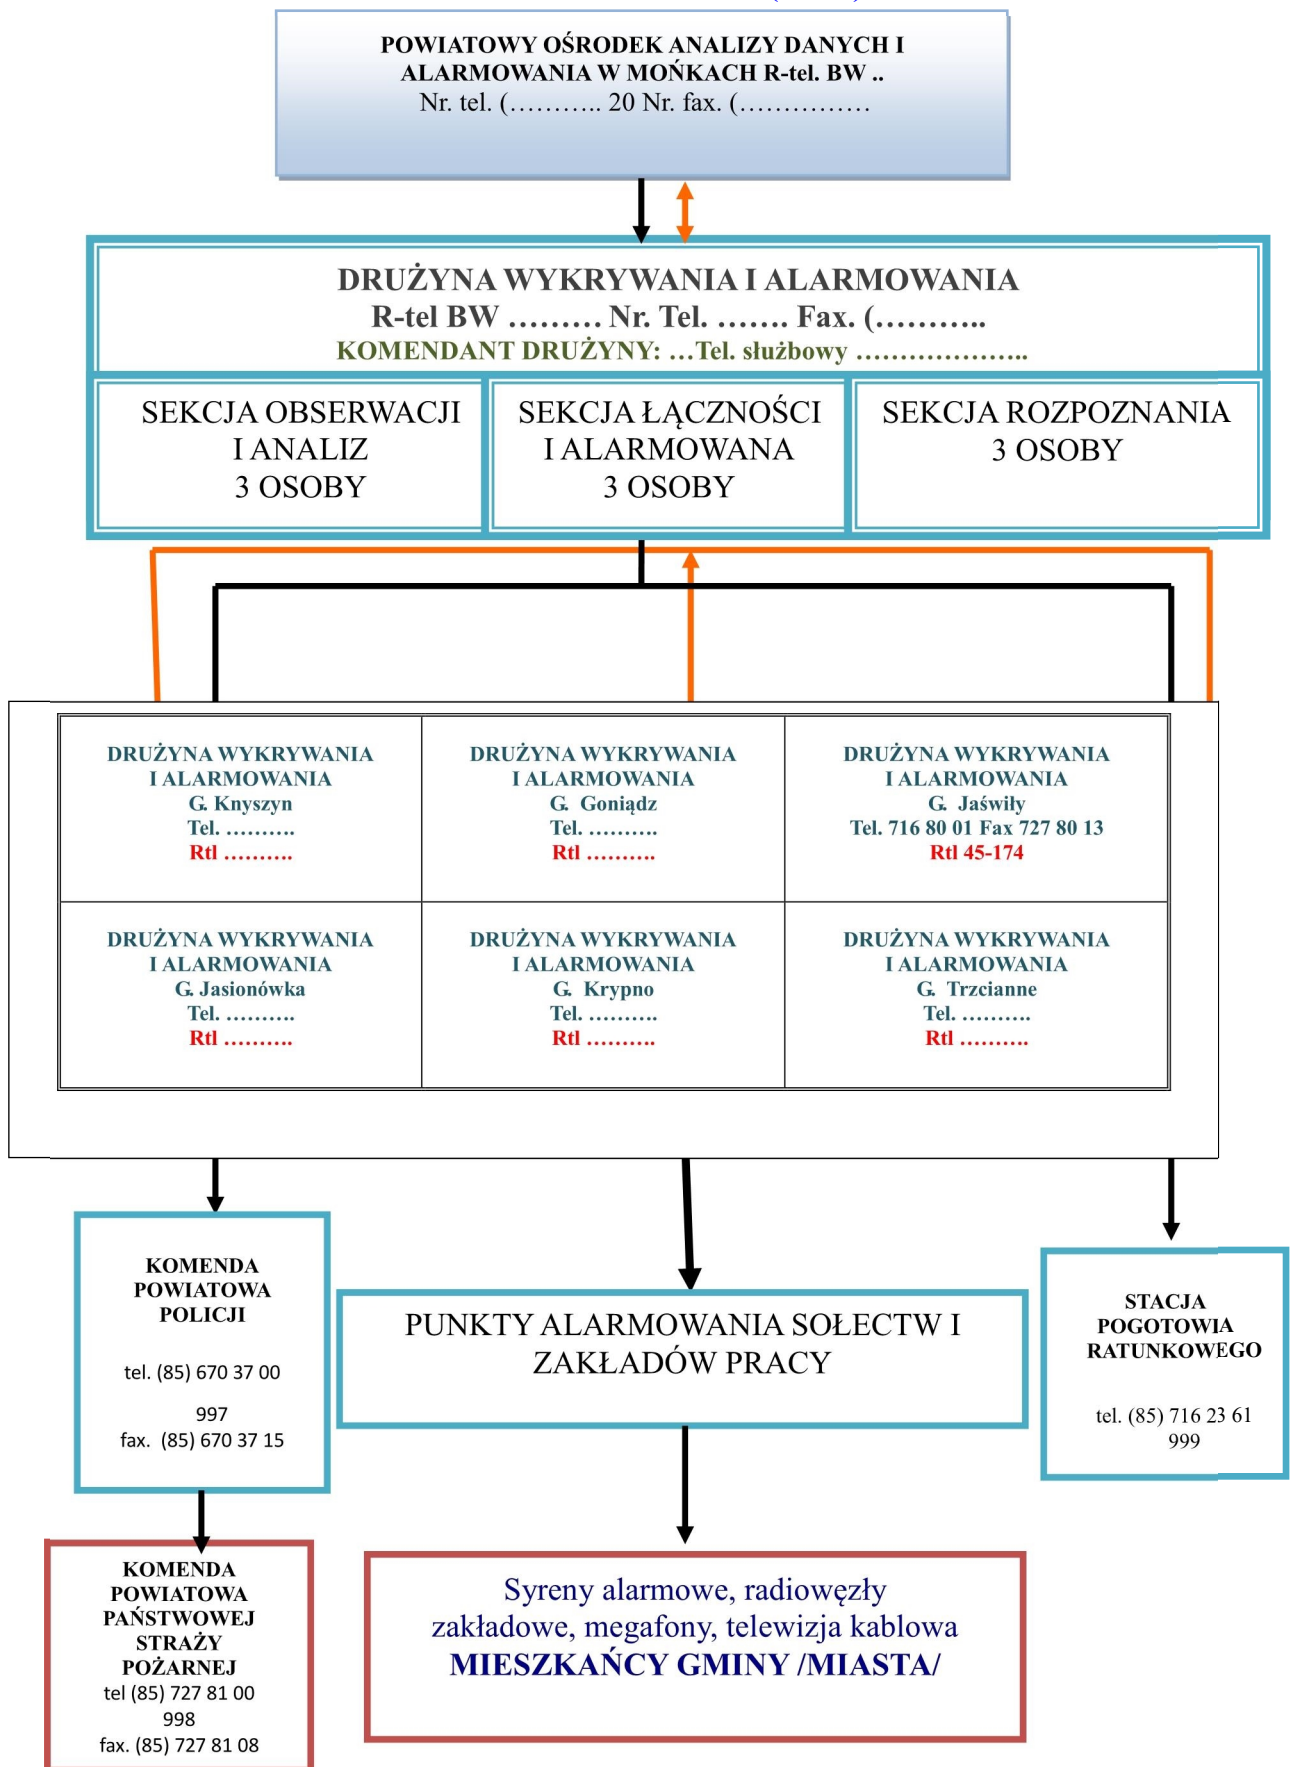 POWIATOWY OŚRODEK ANALIZY DANYCH I
ALARMOWANIA W MOŃKACH R-tel. BW ..
Nr. tel. (……….. 20 Nr. fax. (……………
DRUŻYNA WYKRYWANIA I ALARMOWANIA
R-tel BW ……… Nr. Tel. ……. Fax. (………..
KOMENDANT DRUŻYNY: …Tel. służbowy ………………..
SEKCJA OBSERWACJI
I ANALIZ
3 OSOBY
SEKCJA ŁĄCZNOŚCI
I ALARMOWANA
3 OSOBY
SEKCJA ROZPOZNANIA
3 OSOBY
DRUŻYNA WYKRYWANIA
I ALARMOWANIA
G. Knyszyn
Tel. ……….
Rtl ……….
DRUŻYNA WYKRYWANIA
I ALARMOWANIA
G. Goniądz
Tel. ……….
Rtl ……….
DRUŻYNA WYKRYWANIA
I ALARMOWANIA
G. Jaświły
Tel. 716 80 01 Fax 727 80 13
Rtl 45-174
DRUŻYNA WYKRYWANIA
I ALARMOWANIA
G. Jasionówka
Tel. ……….
Rtl ……….
DRUŻYNA WYKRYWANIA
I ALARMOWANIA
G. Krypno
Tel. ……….
Rtl ……….
DRUŻYNA WYKRYWANIA
I ALARMOWANIA
G. Trzcianne
Tel. ……….
Rtl ……….
KOMENDA
POWIATOWA
POLICJI
tel. (85) 670 37 00
997
fax. (85) 670 37 15
PUNKTY ALARMOWANIA SOŁECTW I
ZAKŁADÓW PRACY
STACJA
POGOTOWIA
RATUNKOWEGO
tel. (85) 716 23 61
999
KOMENDA
POWIATOWA
PAŃSTWOWEJ
STRAŻY
POŻARNEJ
tel (85) 727 81 00
998
fax. (85) 727 81 08
Syreny alarmowe, radiowęzły
zakładowe, megafony, telewizja kablowa
MIESZKAŃCY GMINY /MIASTA/